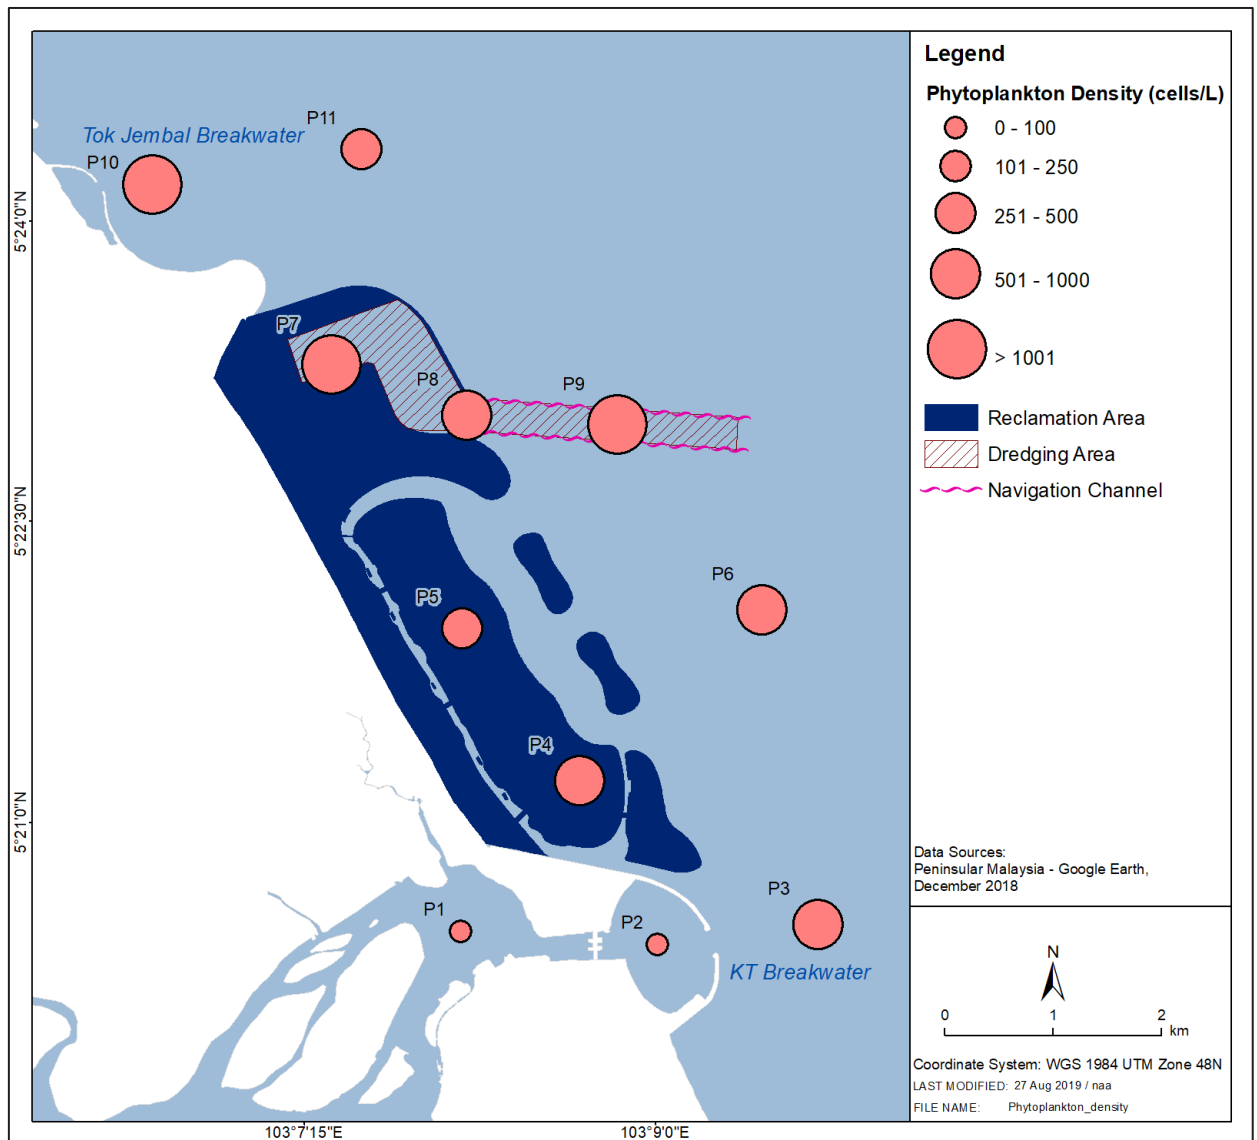 Legend
Phytoplankton Density (cells/L)
0 - 100
101 - 250
251 - 500
501 - 1000
> 1001
Reclamation Area
Dredging Area
Navigation Channel
P11
Tok Jembal Breakwater
P10
P7
P8
P9
P6
P5
P4
P3
P1
P2
KT Breakwater
5°24'0"N
5°22'30"N
5°21'0"N
103°7'15"E
103°9'0"E
Data Sources:
Peninsular Malaysia - Google Earth,
December 2018
N
0 1 2
km
Coordinate System: WGS 1984 UTM Zone 48N
LAST MODIFIED: 27 Aug 2019 / naa
FILE NAME: Phytoplankton_density